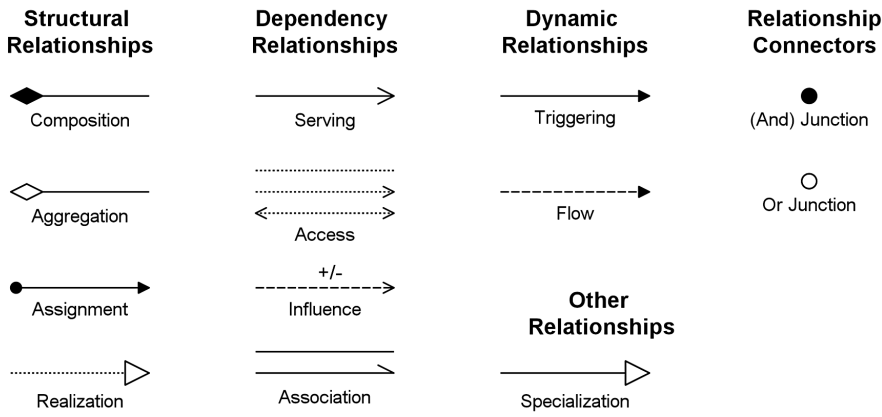 Structural
Relationships
Dependency
Relationships
Dynamic
Relationships
Relationship
Connectors
Composition
Serving
Triggering
(And) Junction
Aggregation
Access
Flow
Or Junction
Assignment
+/-
Influence
Other
Relationships
Realization
Association
Specialization